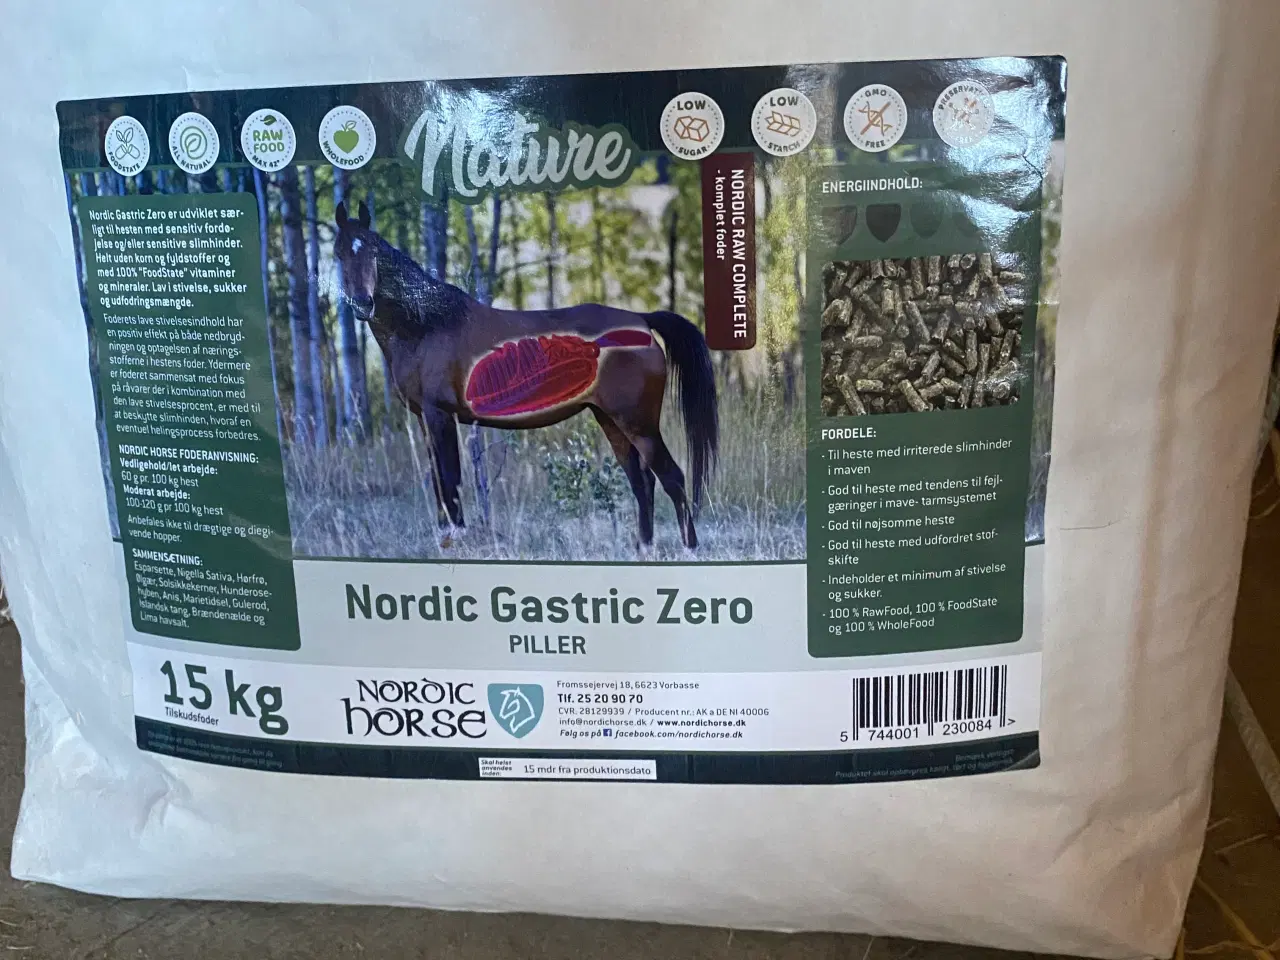 FOODSTATE
ALL NATURAL
RAW
FOOD
MAX 42°
WHOLEFOOD
Nature
LOW
SUGAR
LOW
STARCH
GMO
FREE
NORDIC RAW COMPLETE
- komplet foder
Nordic Gastric Zero er udviklet sær-
ligt til hesten med sensitiv fordø-
jelse og/eller sensitive slimhinder.
Helt uden korn og fyldstoffer og
med 100% "FoodState" vitaminer
og mineraler. Lav i stivelse, sukker
og udfodringsmængde.
Foderets lave stivelsesindhold har
en positiv effekt på både nedbryd-
ningen og optagelsen af nærings-
stofferne i hestens foder. Ydermere
er foderet sammensat med fokus
på råvarer der i kombination med
den lave stivelsesprocent, er med til
at beskytte slimhinden, hvoraf en
eventuel helingsproces forbedres.
NORDIC HORSE FODERANVISNING:
Vedligehold/let arbejde:
60 g pr. 100 kg hest
Moderat arbejde:
100-120 g pr 100 kg hest
Anbefales ikke til drægtige og diegi-
vende hopper.
SAMMENSÆTNING:
Esparsette, Nigella Sativa, Hørfrø,
Ølgær, Solsikkekerner, Hunderose-
hyben, Anis, Marietidsel, Gulerod,
Islandsk tang, Brændenælde og
Lima havsalt.
ENERGIINDHOLD:
FORDELE:
- Til heste med irriterede slimhinder
i maven
- God til heste med tendens til fejl-
gæringer i mave- tarmsystemet
- God til nøjsomme heste
- God til heste med udfordret stof-
skifte
- Indeholder et minimum af stivelse
og sukker.
- 100 % RawFood, 100 % FoodState
og 100 % WholeFood
Nordic Gastric Zero
PILLER
15 kg
Tilskudsfoder
NORDIC
HORSE
Fromssejervej 18, 6623 Vorbasse
Tlf. 25 20 90 70
CVR. 28129939 / Producent nr.: AK a DE NI 40006
info@nordichorse.dk / www.nordichorse.dk
Følg os på facebook.com/nordichorse.dk
5 744001 230084 >
Skal helst
anvendes
inden:
15 mdr fra produktionsdato